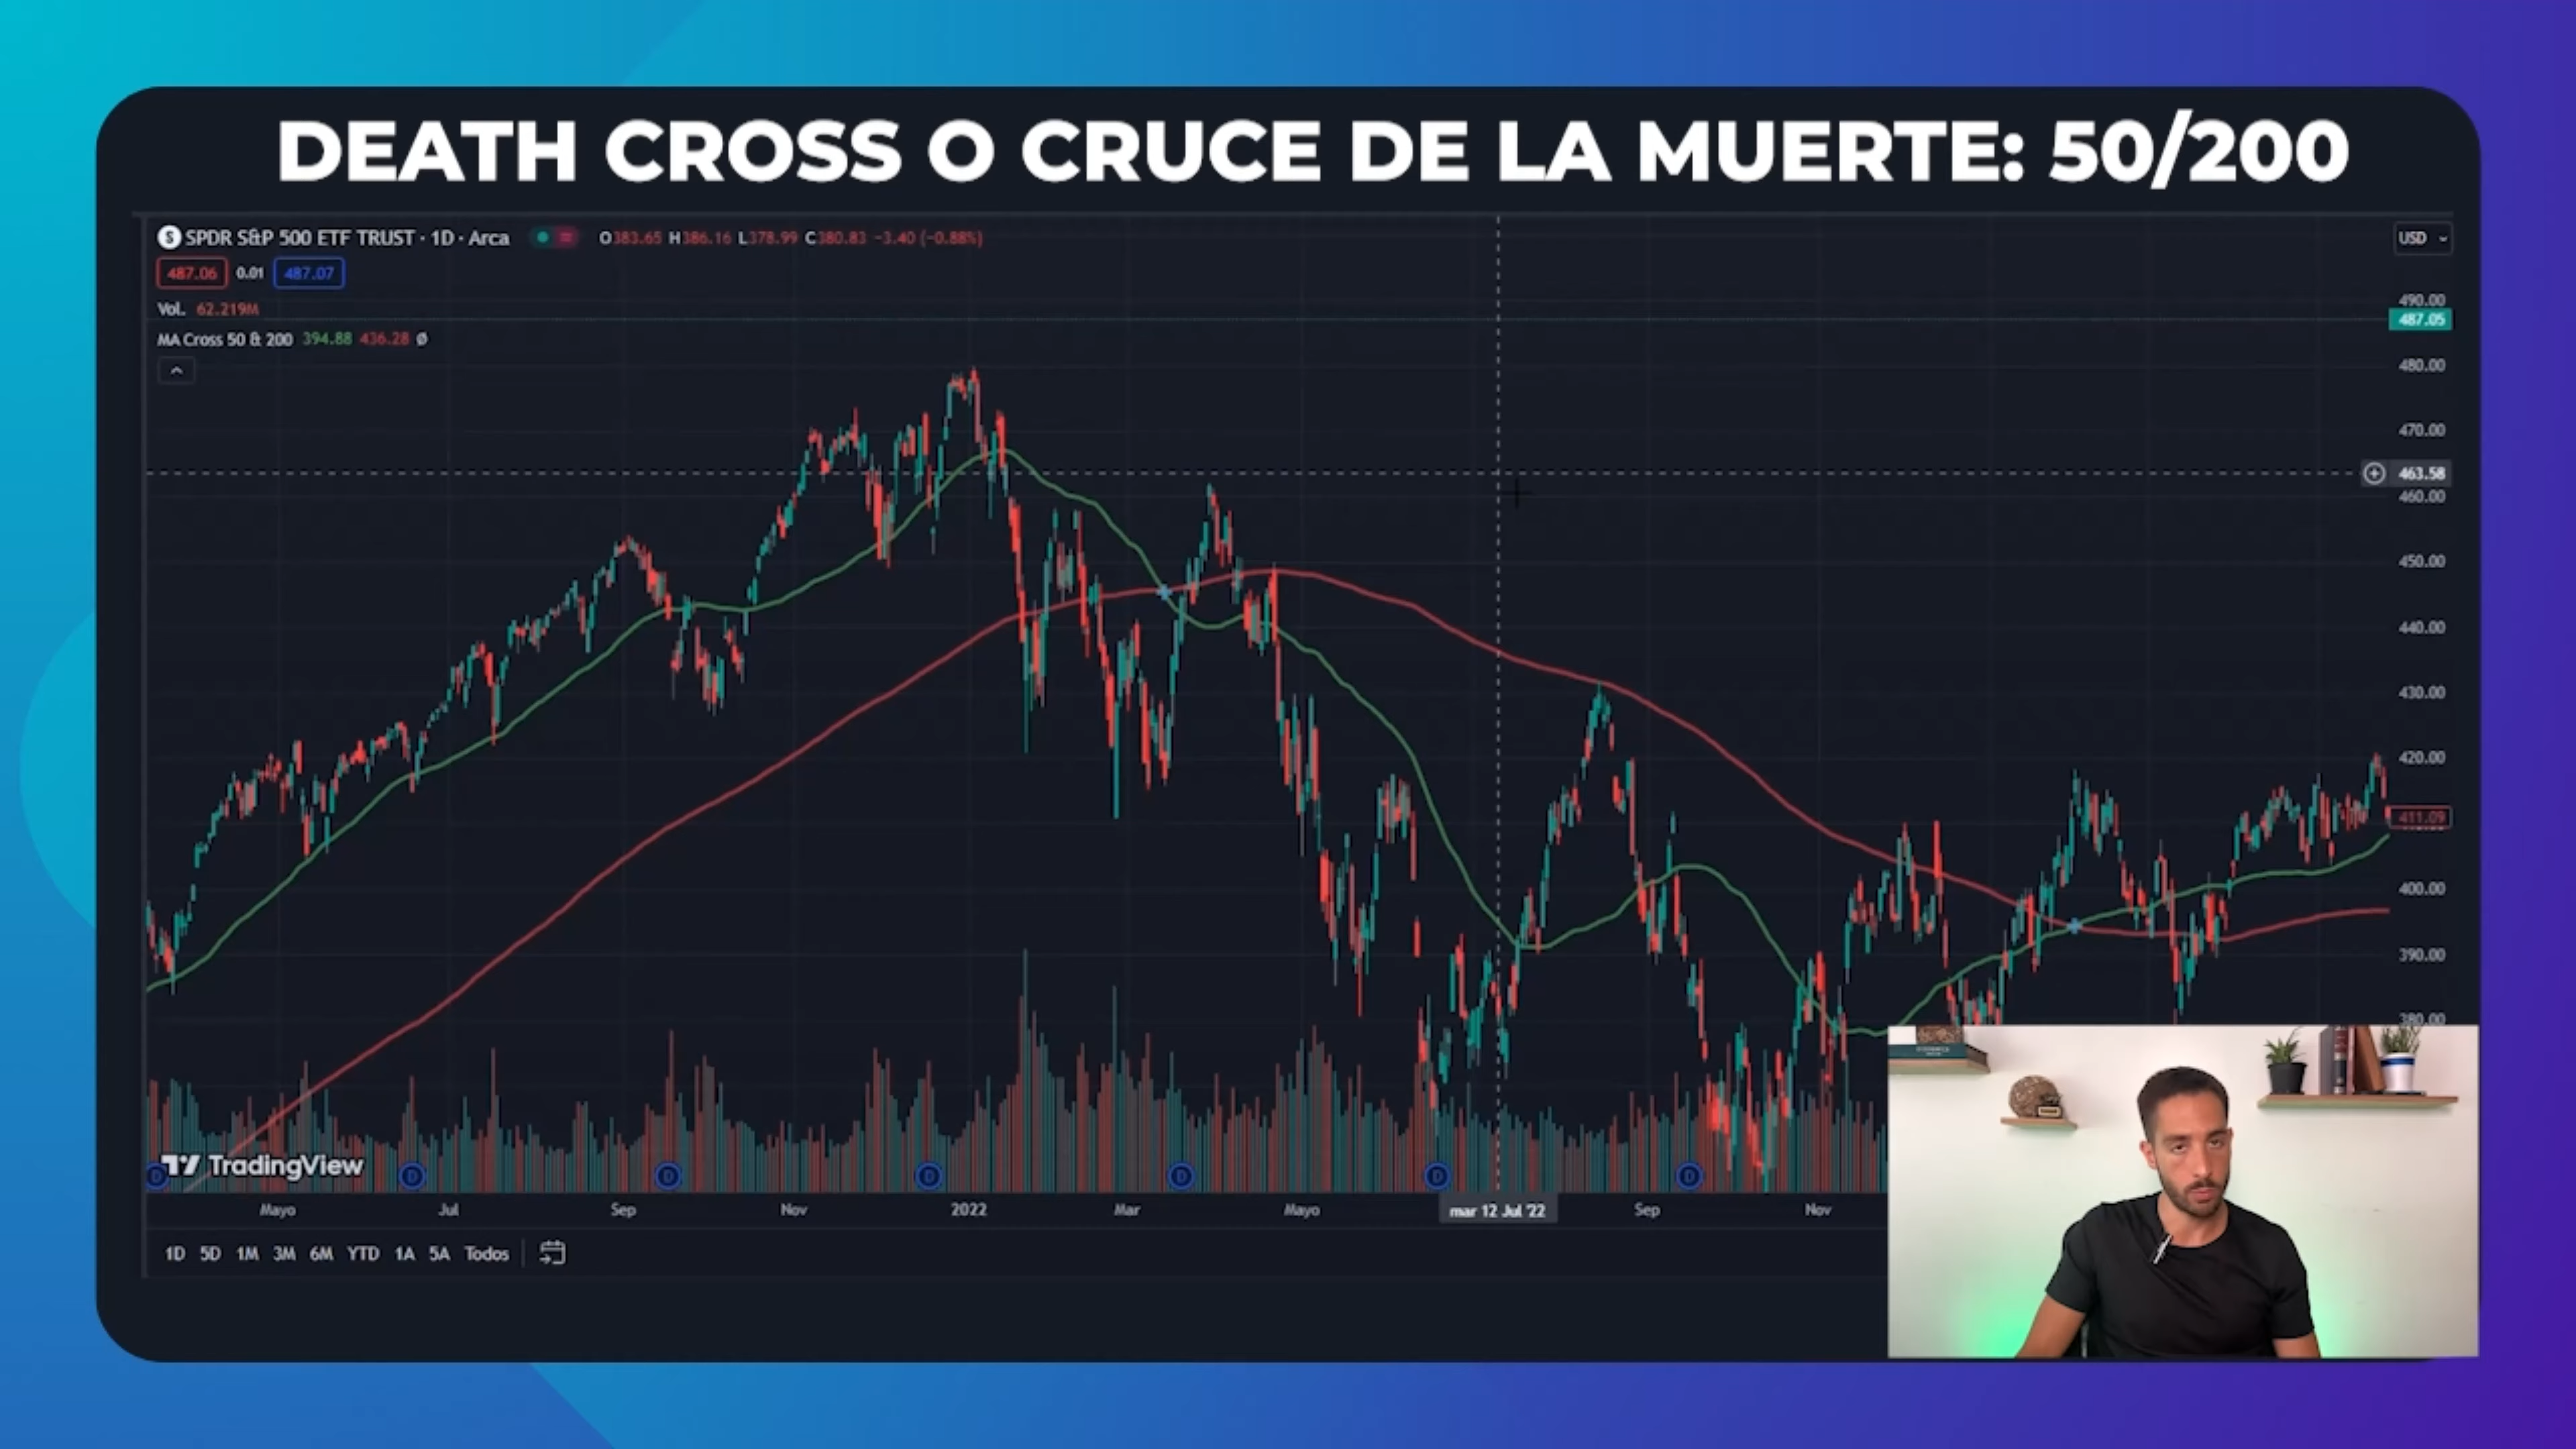 DEATH CROSS O CRUCE DE LA MUERTE: 50/200
SPDR S&P 500 ETF TRUST · 1D · Arca O383.65 H386.16 L378.99 C380.83 −3.40 (−0.88%)
USD
487.06 0.01 487.07
Vol. 62.219M
MA Cross 50 & 200 394.88 436.28 Ø
490.00
487.05
480.00
470.00
463.58
460.00
450.00
440.00
430.00
420.00
411.09
400.00
390.00
380.00
TradingView
D D D D D D D
Mayo Jul Sep Nov 2022 Mar Mayo mar 12 Jul '22 Sep Nov
1D 5D 1M 3M 6M YTD 1A 5A Todos